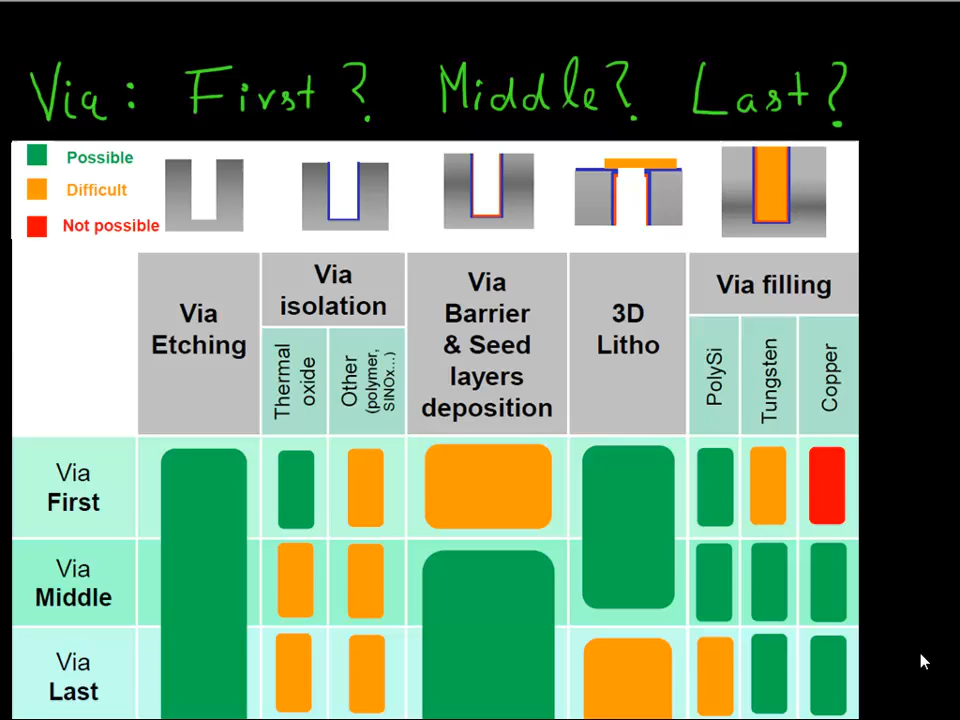 Via: First? Middle? Last?
Possible
Difficult
Not possible
Via
Etching
Via
isolation
Thermal
oxide
Other
(polymer,
SINOx...)
Via
Barrier
& Seed
layers
deposition
3D
Litho
Via filling
PolySi
Tungsten
Copper
Via
First
Via
Middle
Via
Last